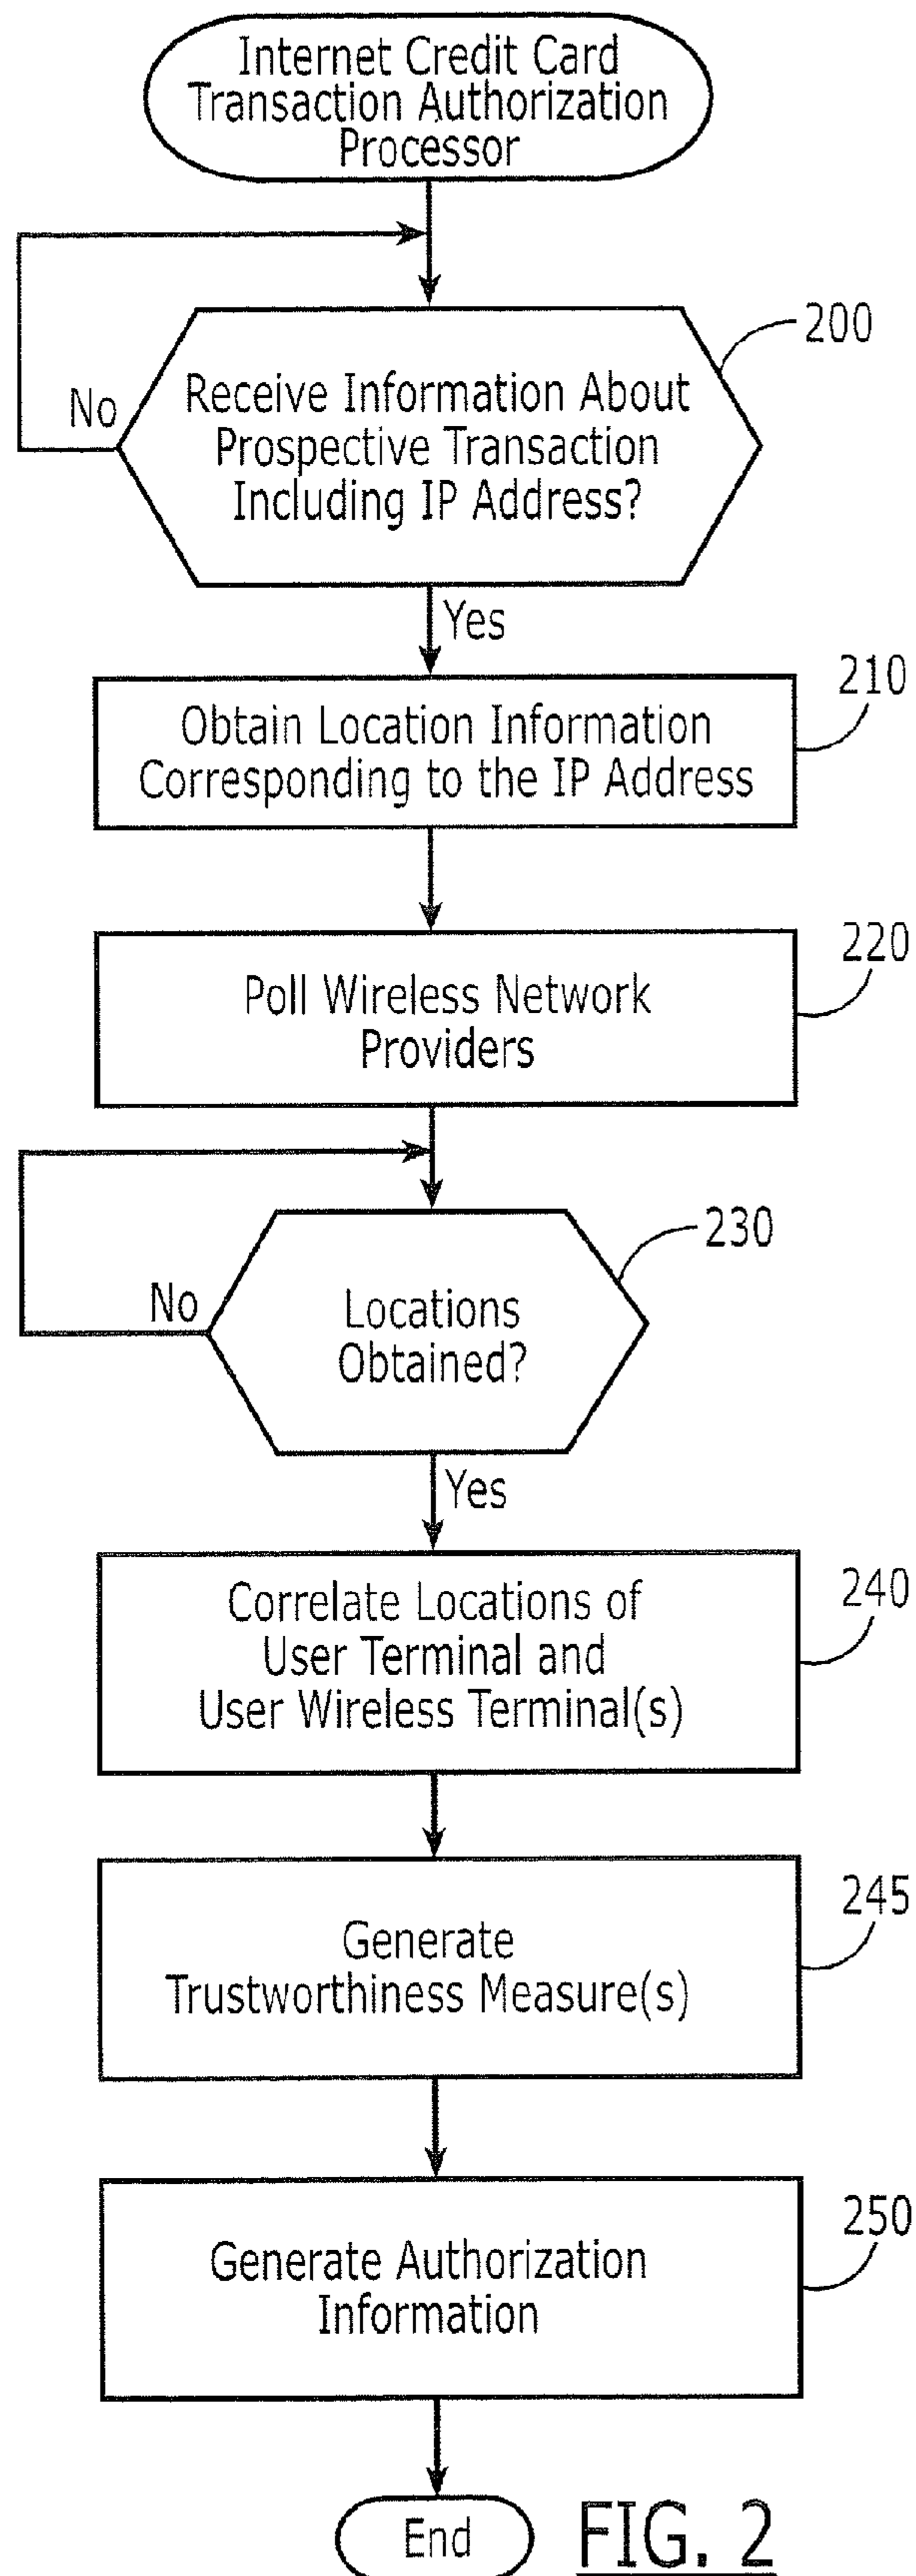 Internet Credit Card
Transaction Authorization
Processor
200
No
Receive Information About
Prospective Transaction
Including IP Address?
Yes
210
Obtain Location Information
Corresponding to the IP Address
220
Poll Wireless Network
Providers
230
No
Locations
Obtained?
Yes
240
Correlate Locations of
User Terminal and
User Wireless Terminal(s)
245
Generate
Trustworthiness Measure(s)
250
Generate Authorization
Information
End
FIG. 2